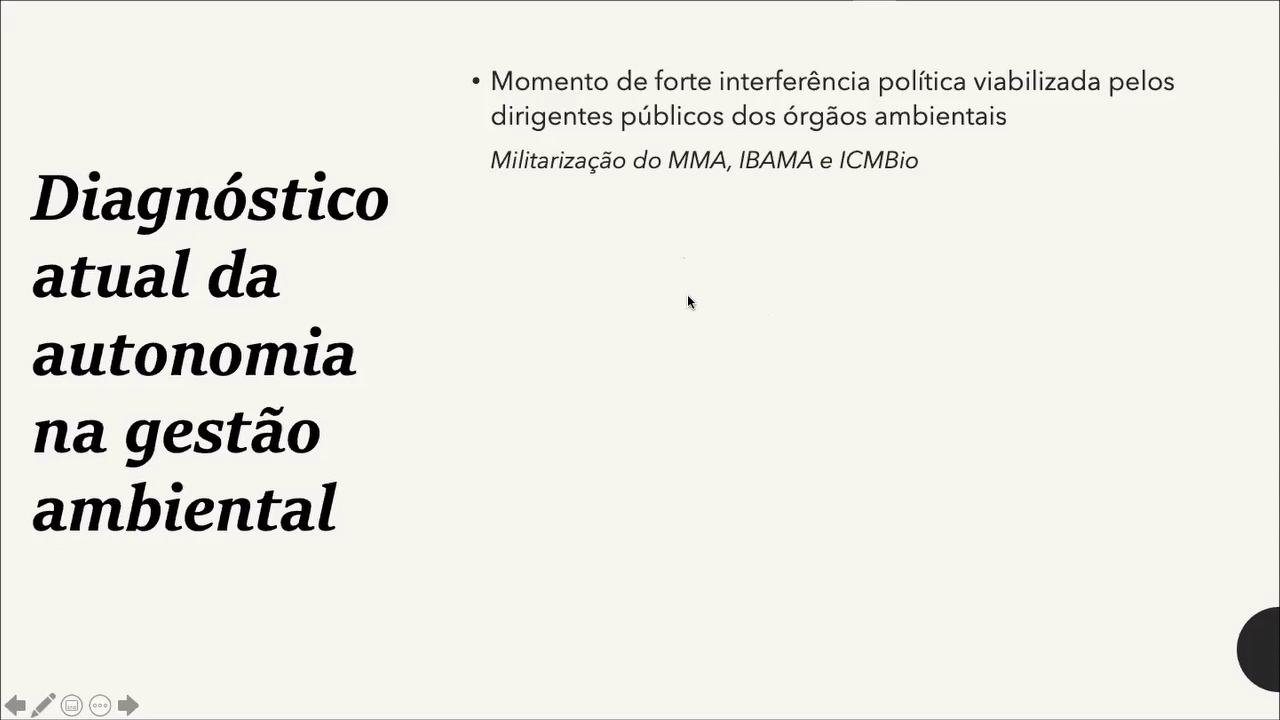 Diagnóstico
atual da
autonomia
na gestão
ambiental
• Momento de forte interferência política viabilizada pelos
dirigentes públicos dos órgãos ambientais
Militarização do MMA, IBAMA e ICMBio